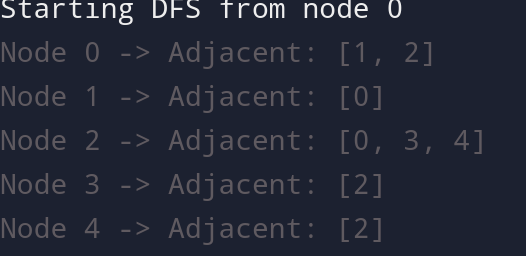 Starting DFS from node 0
Node 0 -> Adjacent: [1, 2]
Node 1 -> Adjacent: [0]
Node 2 -> Adjacent: [0, 3, 4]
Node 3 -> Adjacent: [2]
Node 4 -> Adjacent: [2]